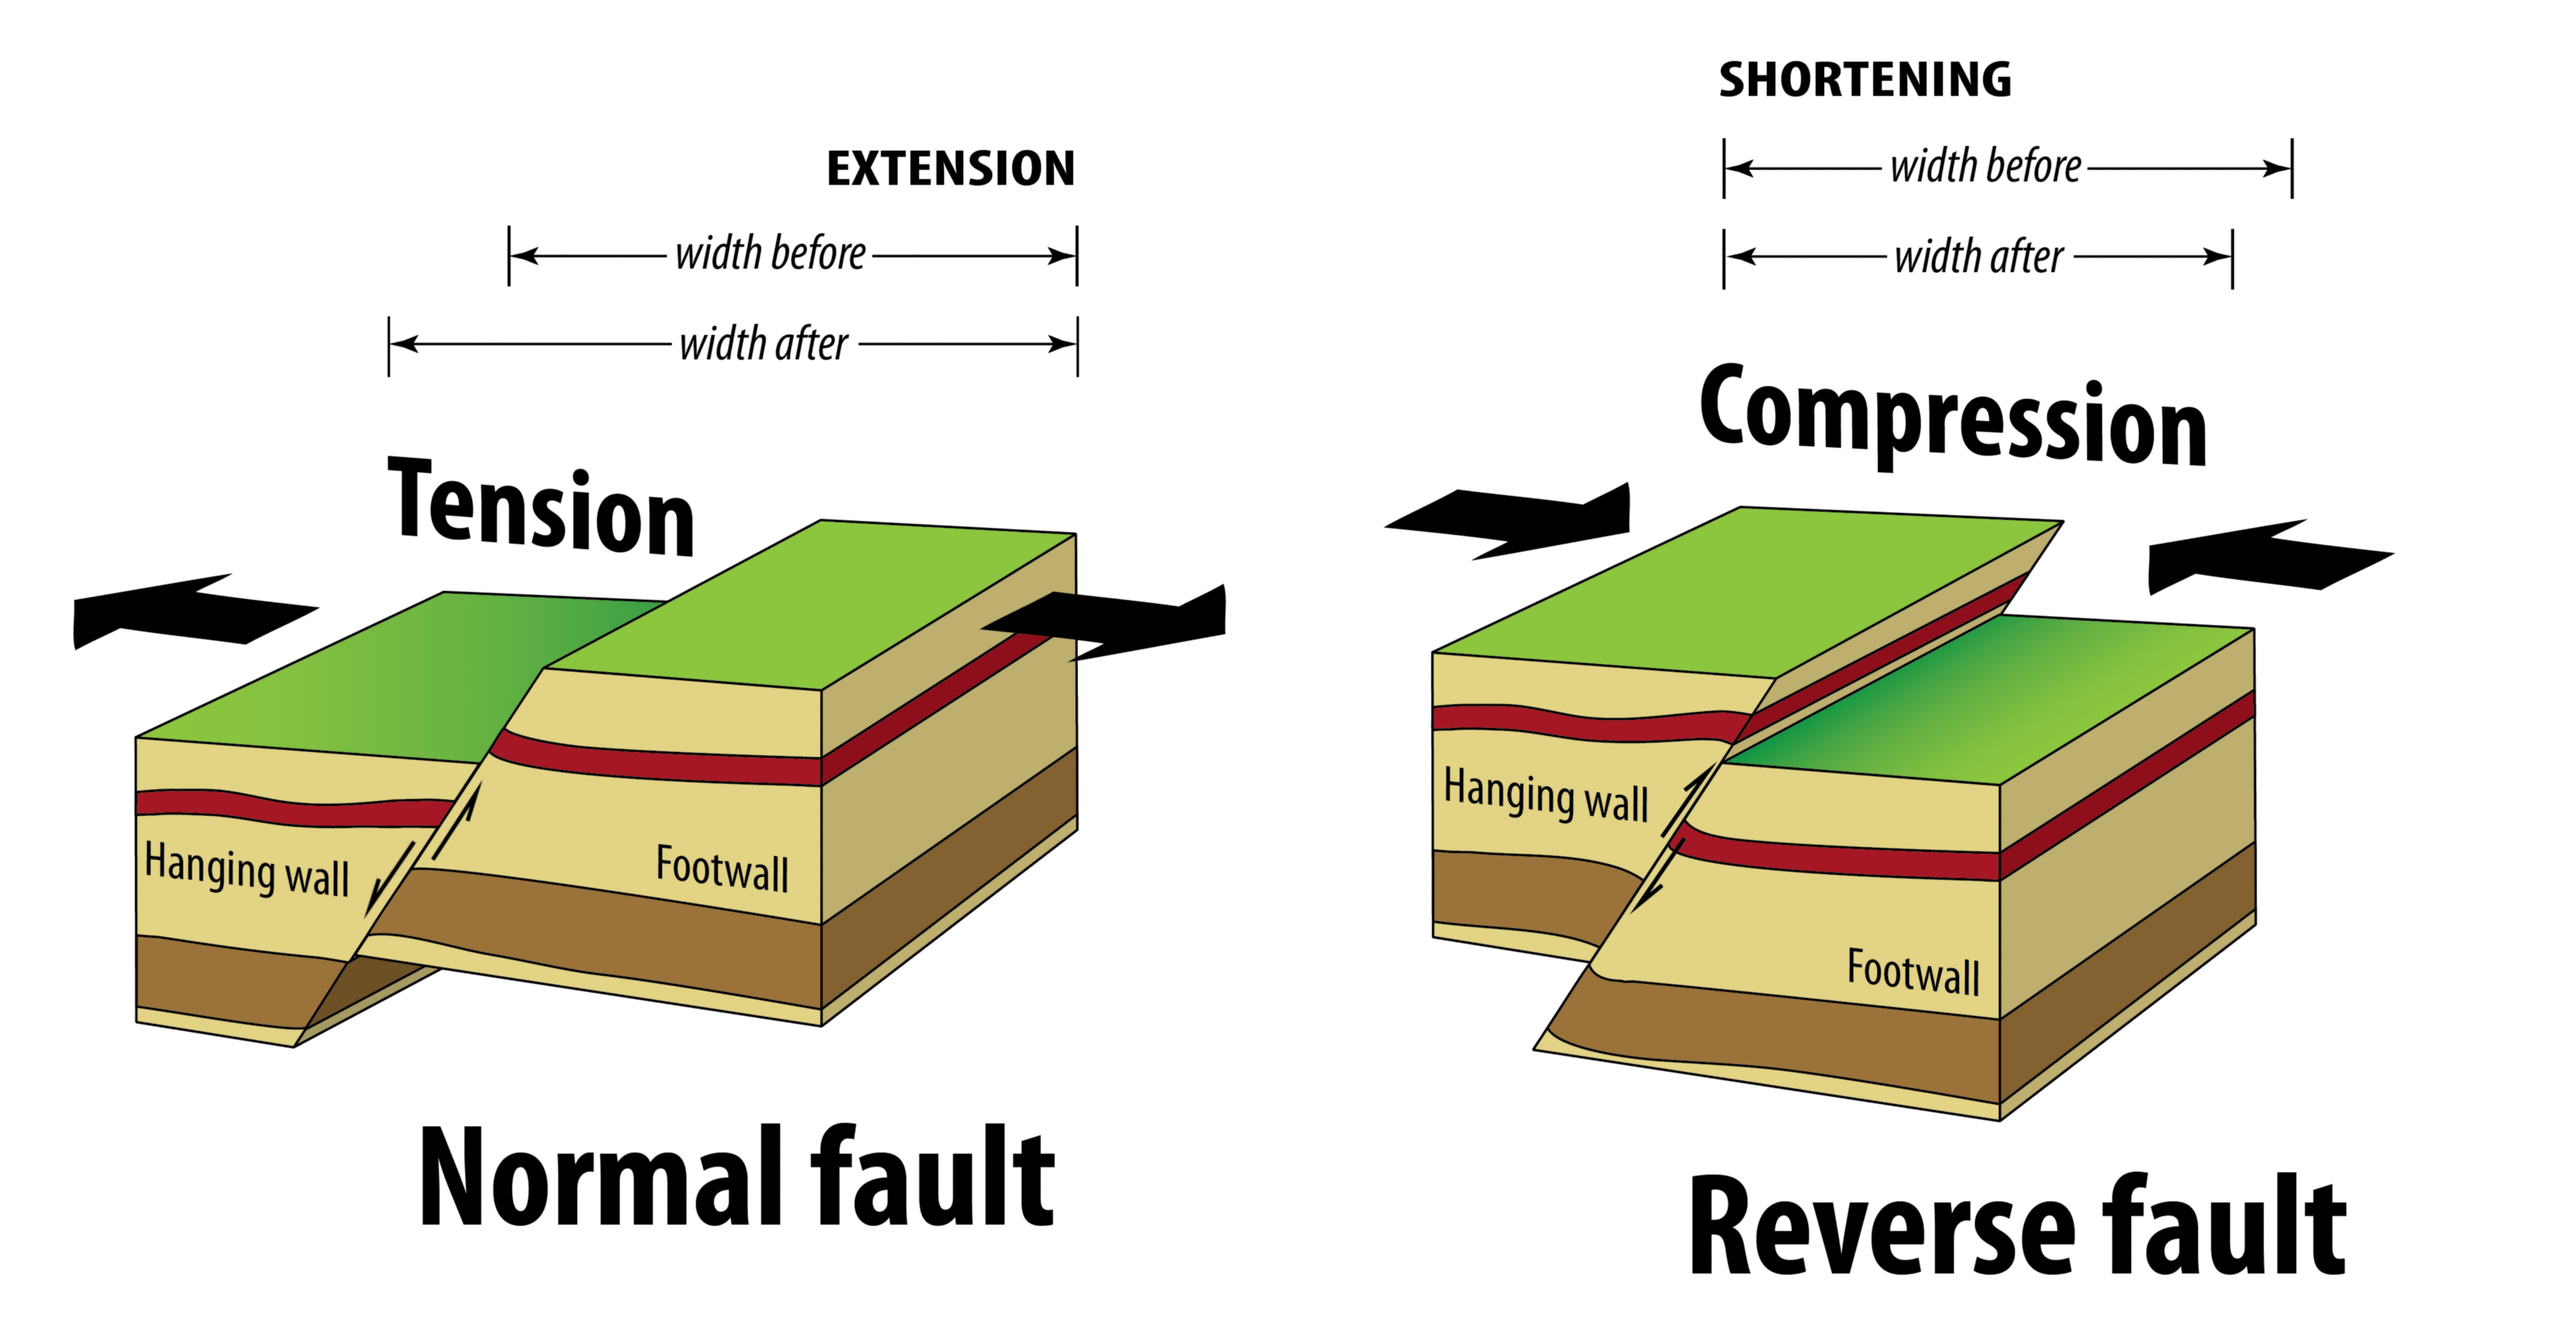 EXTENSION
width before
width after
Tension
Hanging wall
Footwall
Normal fault
SHORTENING
width before
width after
Compression
Hanging wall
Footwall
Reverse fault